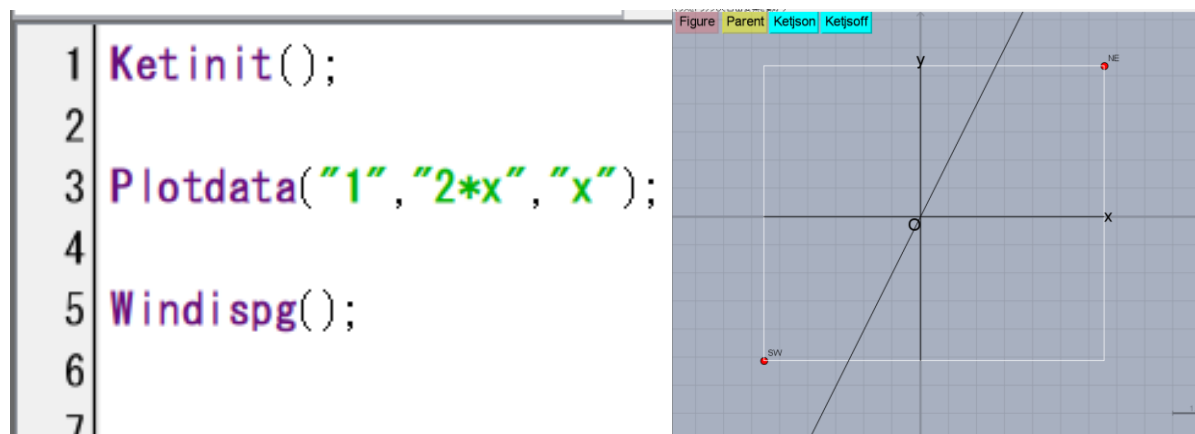 1 Ketinit();
2
3 Plotdata("1","2*x","x");
4
5 Windispg();
6
7
Figure Parent Ketjson Ketjsoff
y
NE
x
O
SW